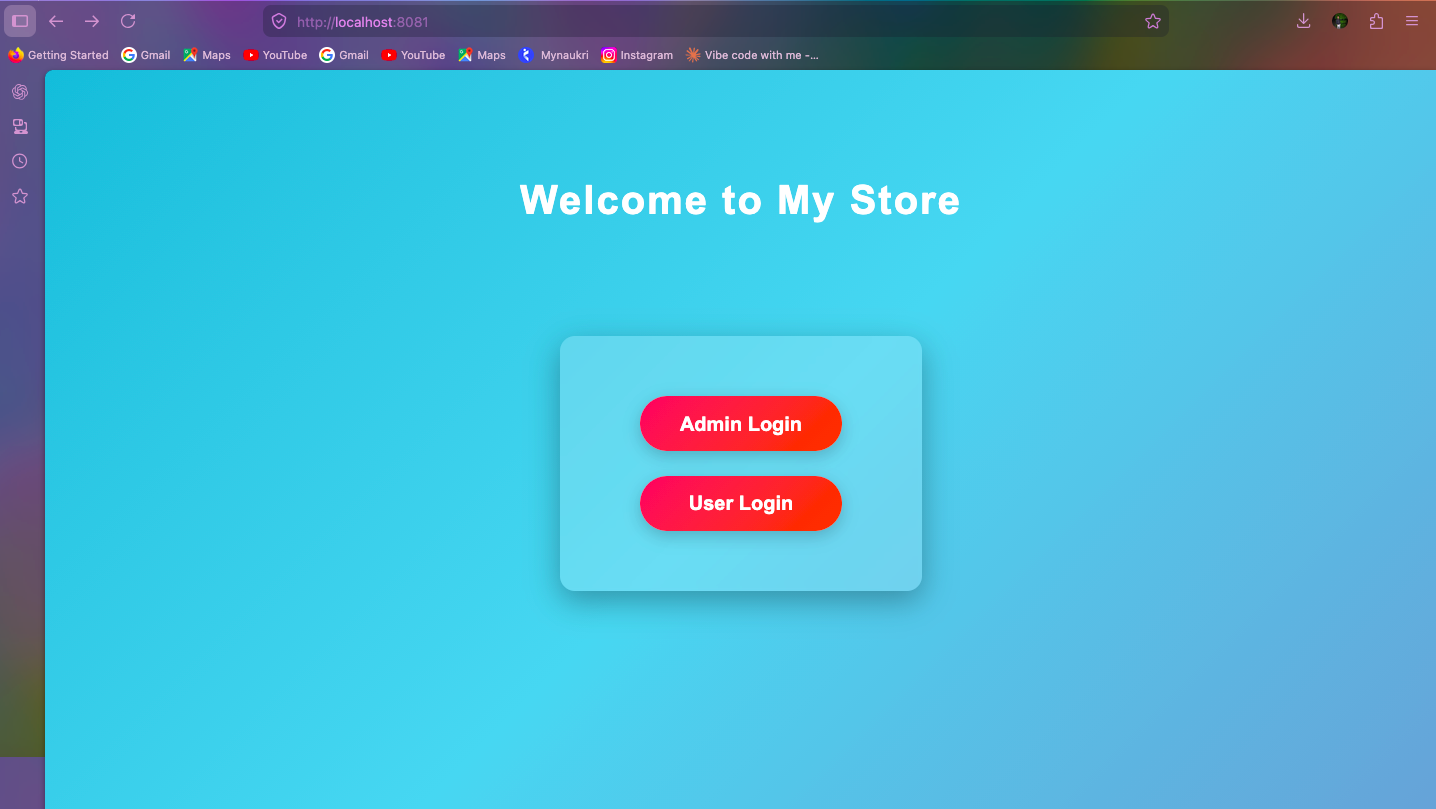 http://localhost:8081
Getting Started Gmail Maps YouTube Gmail YouTube Maps Mynaukri Instagram Vibe code with me -...
Welcome to My Store
Admin Login
User Login